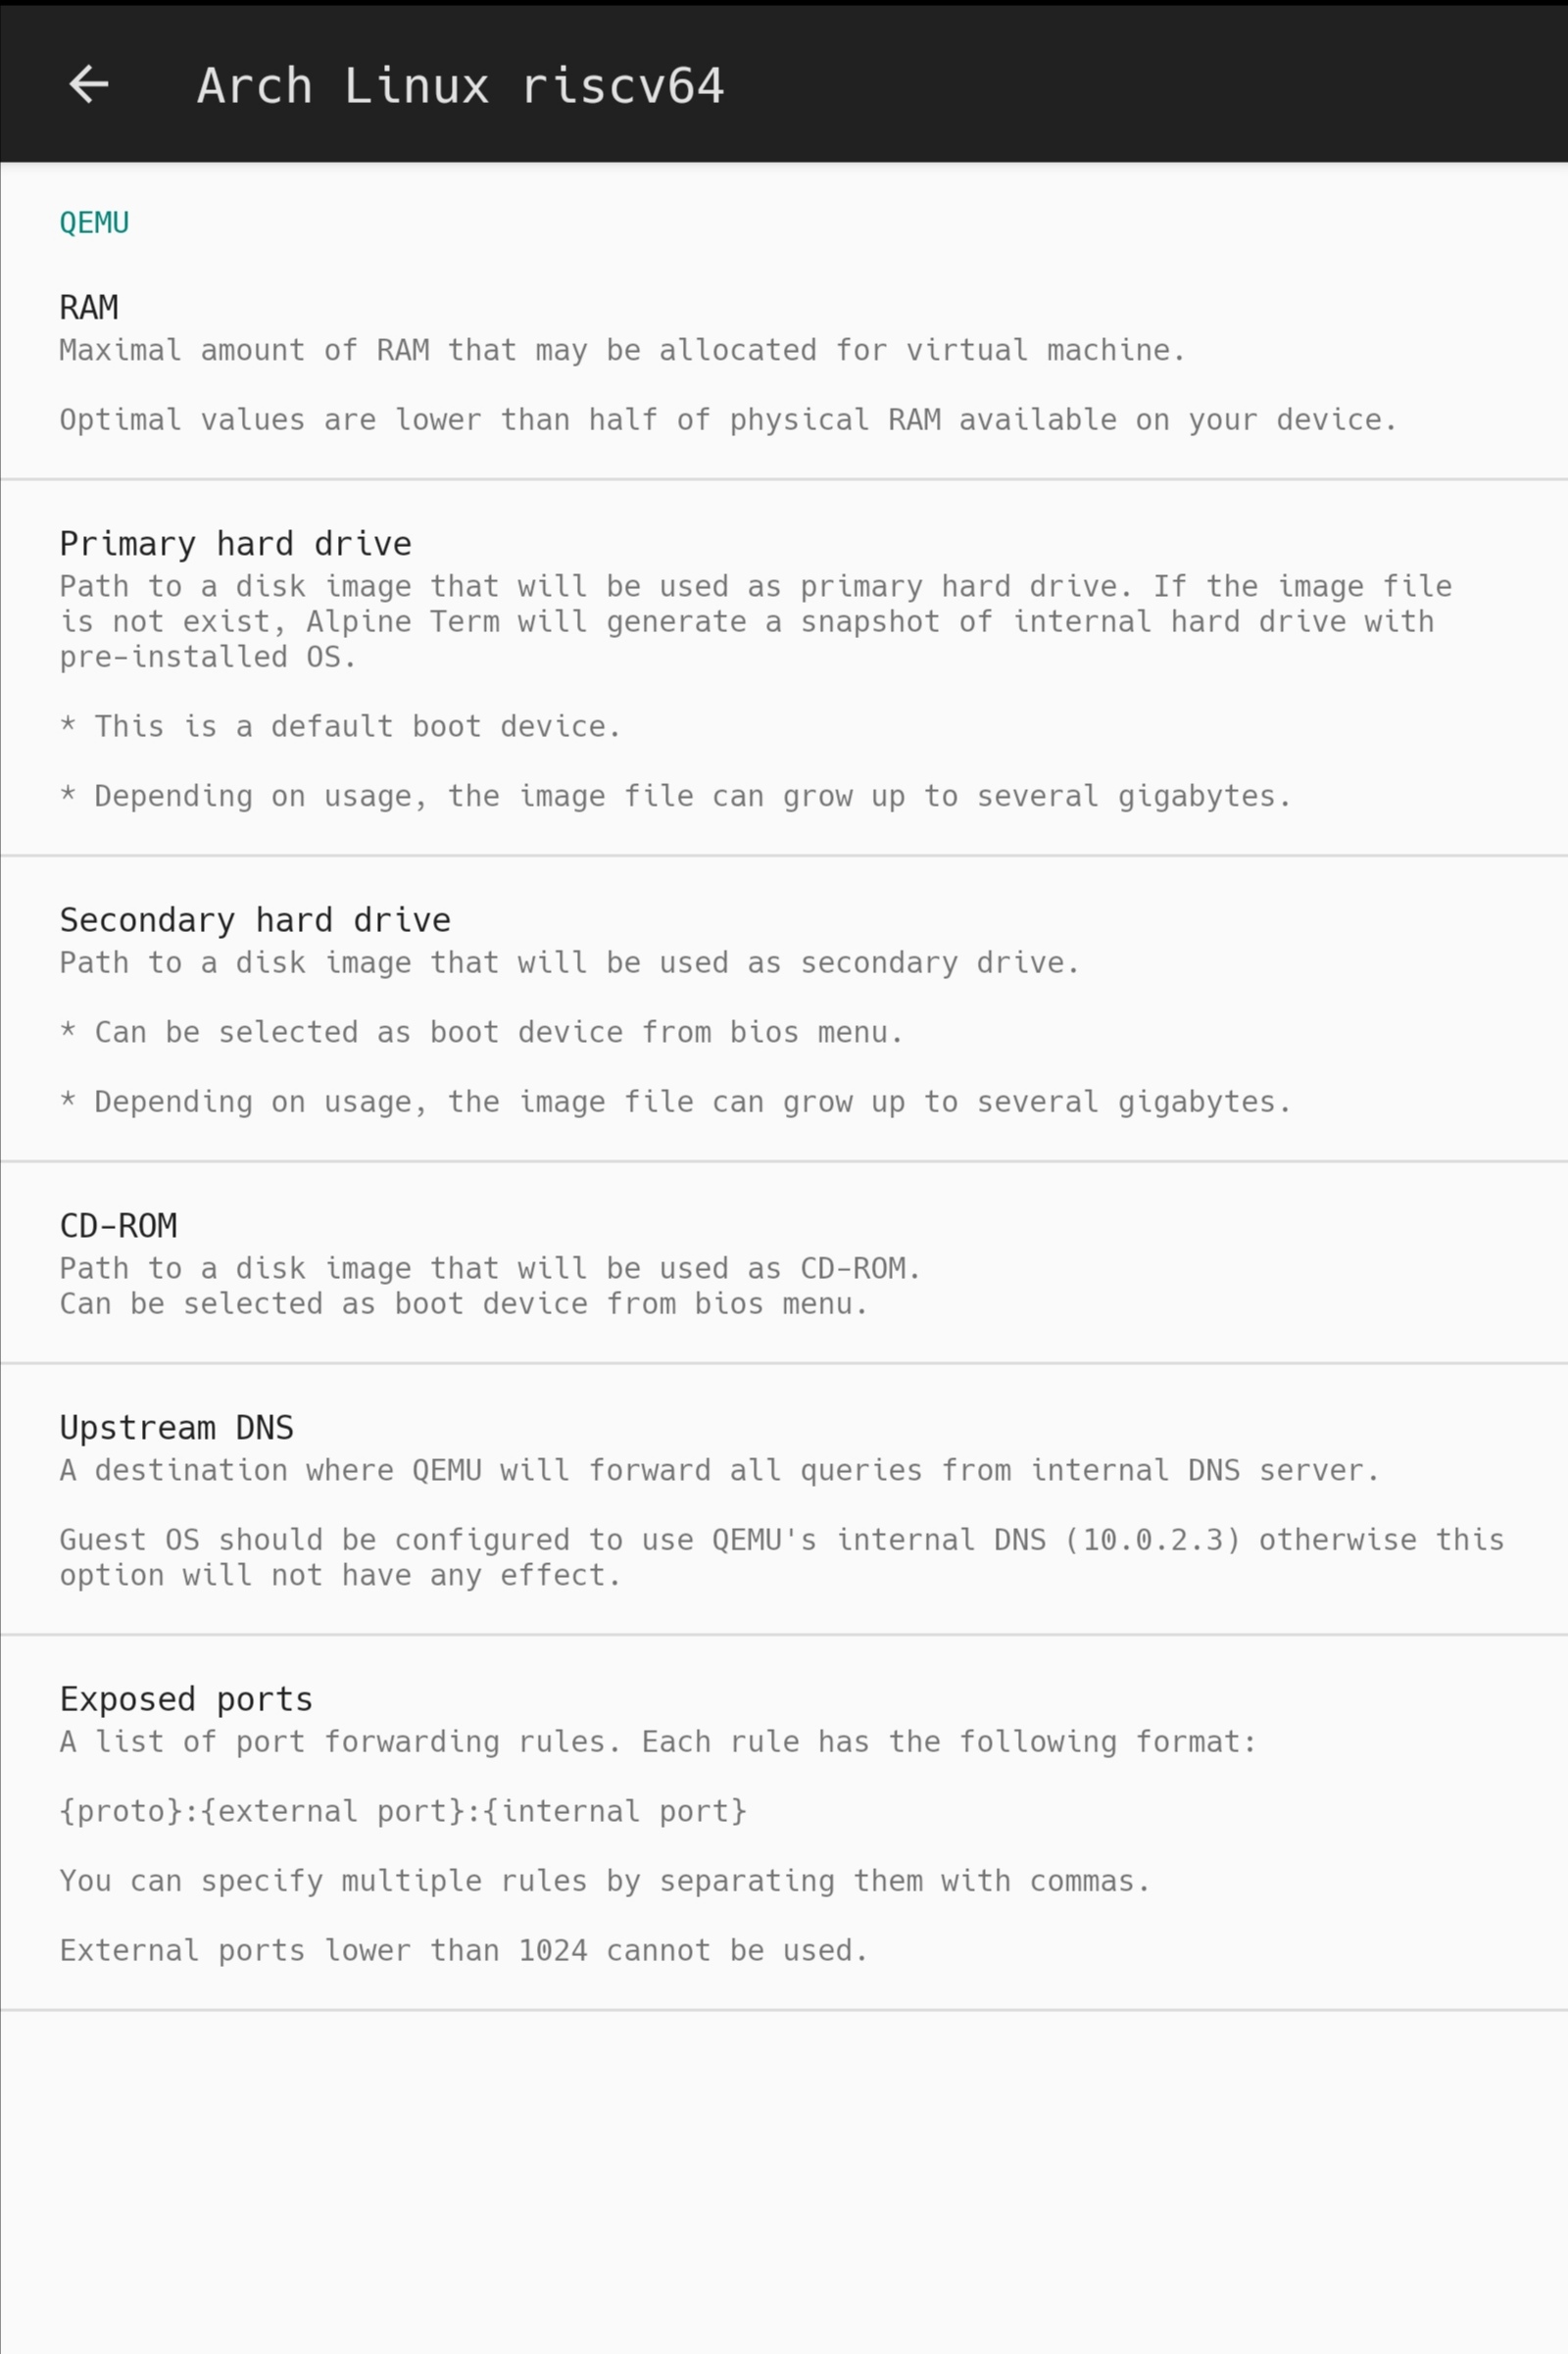 Arch Linux riscv64
QEMU
RAM
Maximal amount of RAM that may be allocated for virtual machine.
Optimal values are lower than half of physical RAM available on your device.
Primary hard drive
Path to a disk image that will be used as primary hard drive. If the image file
is not exist, Alpine Term will generate a snapshot of internal hard drive with
pre-installed OS.
* This is a default boot device.
* Depending on usage, the image file can grow up to several gigabytes.
Secondary hard drive
Path to a disk image that will be used as secondary drive.
* Can be selected as boot device from bios menu.
* Depending on usage, the image file can grow up to several gigabytes.
CD-ROM
Path to a disk image that will be used as CD-ROM.
Can be selected as boot device from bios menu.
Upstream DNS
A destination where QEMU will forward all queries from internal DNS server.
Guest OS should be configured to use QEMU's internal DNS (10.0.2.3) otherwise this
option will not have any effect.
Exposed ports
A list of port forwarding rules. Each rule has the following format:
{proto}:{external port}:{internal port}
You can specify multiple rules by separating them with commas.
External ports lower than 1024 cannot be used.